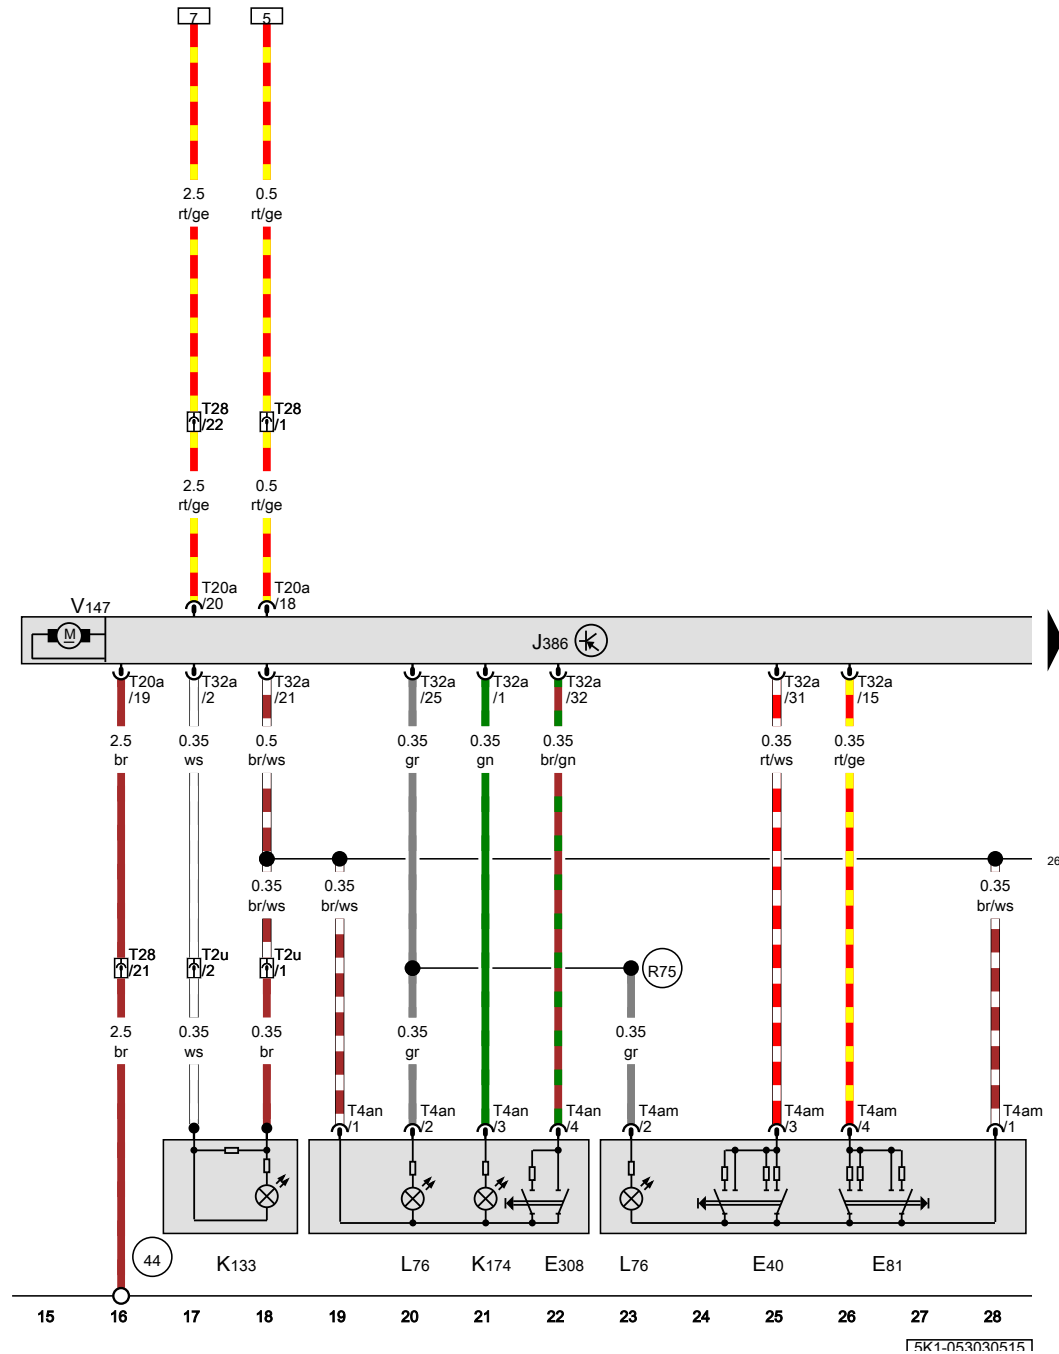 7 5
2.5 0.5
rt/ge rt/ge
T28 T28
/22 /1
2.5 0.5
rt/ge rt/ge
T20a T20a
/20 /18
V147
M
J386
T20a T32a T32a T32a T32a T32a T32a T32a
/19 /2 /21 /25 /1 /32 /31 /15
2.5 0.35 0.5 0.35 0.35 0.35 0.35 0.35
br ws br/ws gr gn br/gn rt/ws rt/ge
26
0.35 0.35 0.35
br/ws br/ws br/ws
T28 T2u T2u
/21 /2 /1
R75
2.5 0.35 0.35 0.35 0.35
br ws br gr gr
T4an T4an T4an T4an T4am T4am T4am T4am
/1 /2 /3 /4 /2 /3 /4 /1
44
K133 L76 K174 E308 L76 E40 E81
15 16 17 18 19 20 21 22 23 24 25 26 27 28
5K1-053030515